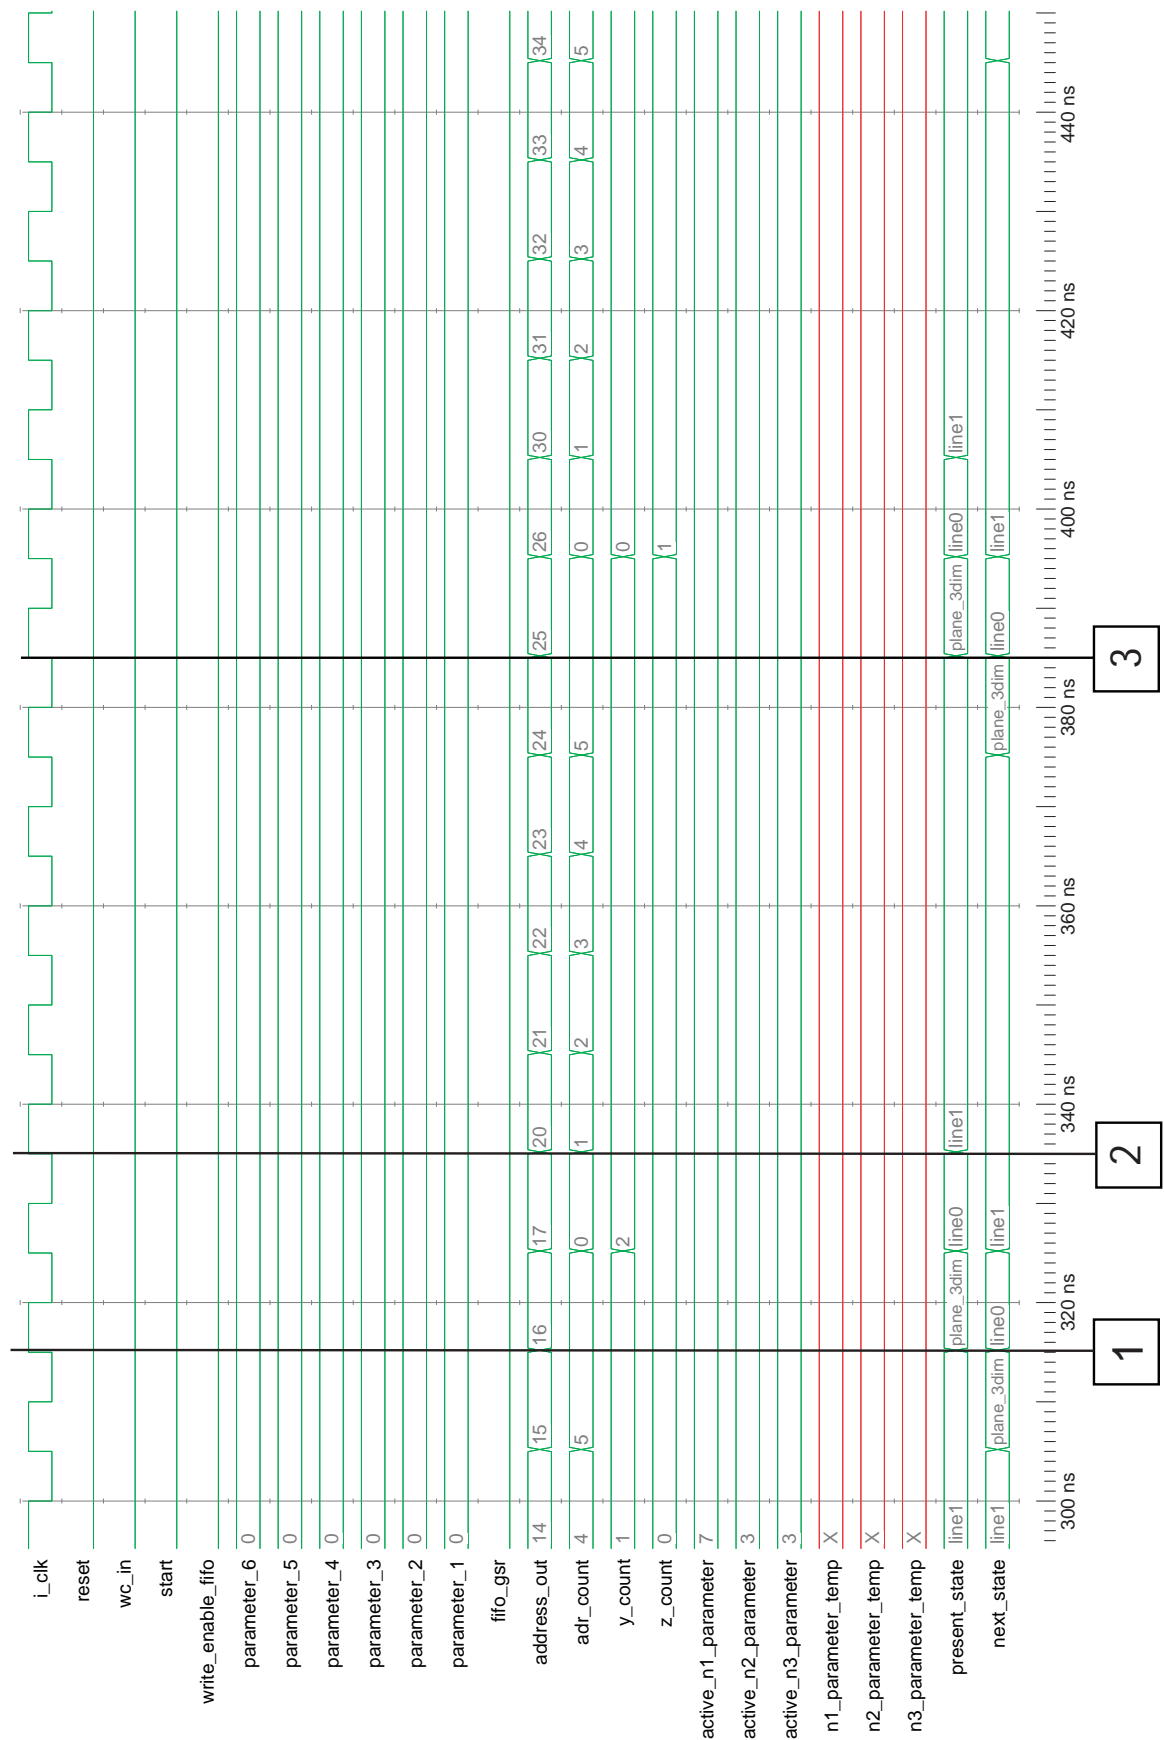 i_clk
reset
wc_in
start
write_enable_fifo
parameter_6 0
parameter_5 0
parameter_4 0
parameter_3 0
parameter_2 0
parameter_1 0
fifo_gsr
address_out 14 15 16 17 20 21 22 23 24 25 26 30 31 32 33 34
adr_count 4 5 0 1 2 3 4 5 0 1 2 3 4 5
y_count 1 2 0
z_count 0 1
active_n1_parameter 7
active_n2_parameter 3
active_n3_parameter 3
n1_parameter_temp X
n2_parameter_temp X
n3_parameter_temp X
present_state line1 plane_3dim line0 line1 plane_3dim line0 line1
next_state line1 plane_3dim line0 line1 plane_3dim line0 line1
300 ns 320 ns 340 ns 360 ns 380 ns 400 ns 420 ns 440 ns
1 2 3